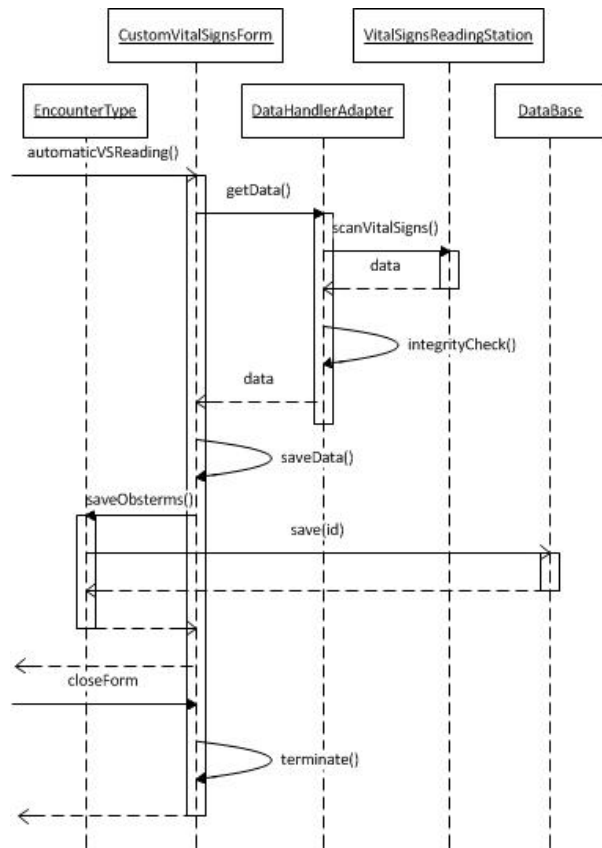 CustomVitalSignsForm
VitalSignsReadingStation
EncounterType
DataHandlerAdapter
DataBase
automaticVSReading()
getData()
scanVitalSigns()
data
integrityCheck()
data
saveData()
saveObsterms()
save(id)
closeForm
terminate()